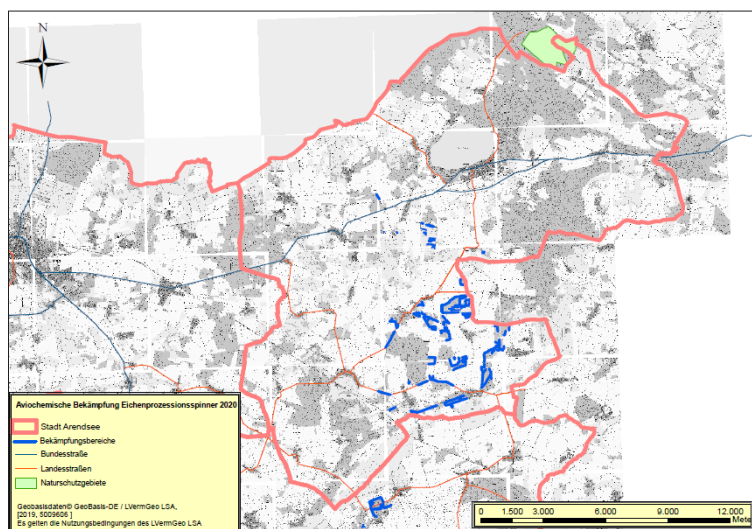 N
Aviochemische Bekämpfung Eichenprozessionsspinner 2020
Stadt Arendsee
Bekämpfungsbereiche
Bundesstraße
Landesstraßen
Naturschutzgebiete
Geobasisdaten© GeoBasis-DE / LVermGeo LSA,
[2019, 5009606 ]
Es gelten die Nutzungsbedingungen des LVermGeo LSA
0 1.500 3.000 6.000 9.000 12.000
Meter